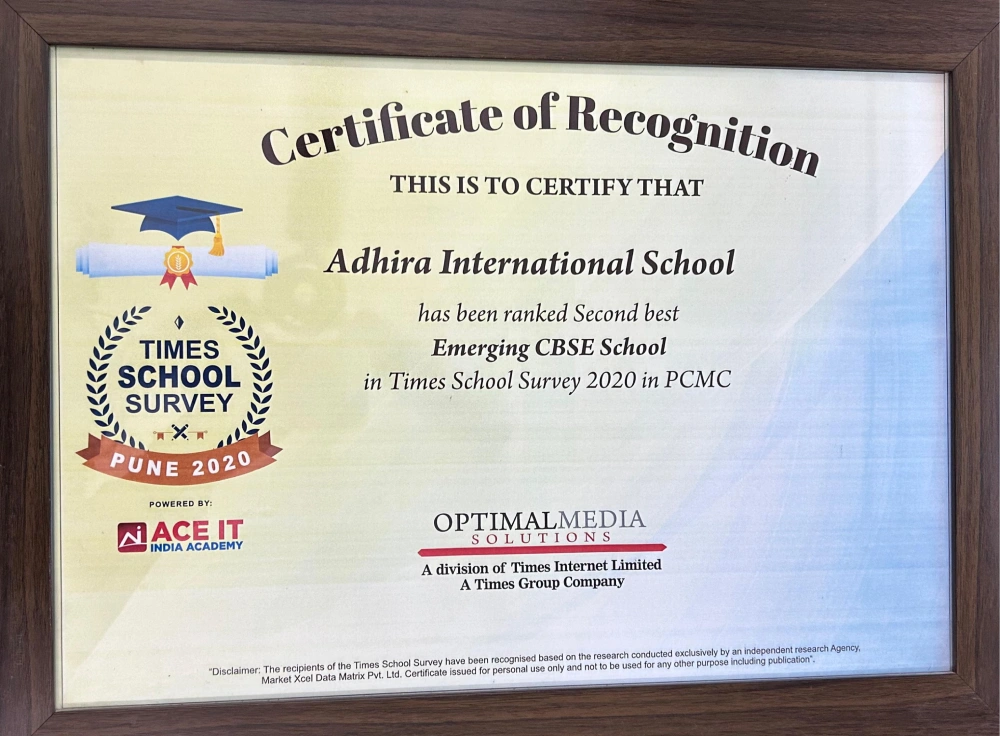 Certificate of Recognition
THIS IS TO CERTIFY THAT
Adhira International School
has been ranked Second best
Emerging CBSE School
in Times School Survey 2020 in PCMC
TIMES
SCHOOL
SURVEY
PUNE 2020
POWERED BY:
Ai ACE IT
INDIA ACADEMY
OPTIMALMEDIA
SOLUTIONS
A division of Times Internet Limited
A Times Group Company
"Disclaimer: The recipients of the Times School Survey have been recognised based on the research conducted exclusively by an independent research Agency,
Market Xcel Data Matrix Pvt. Ltd. Certificate issued for personal use only and not to be used for any other purpose including publication".